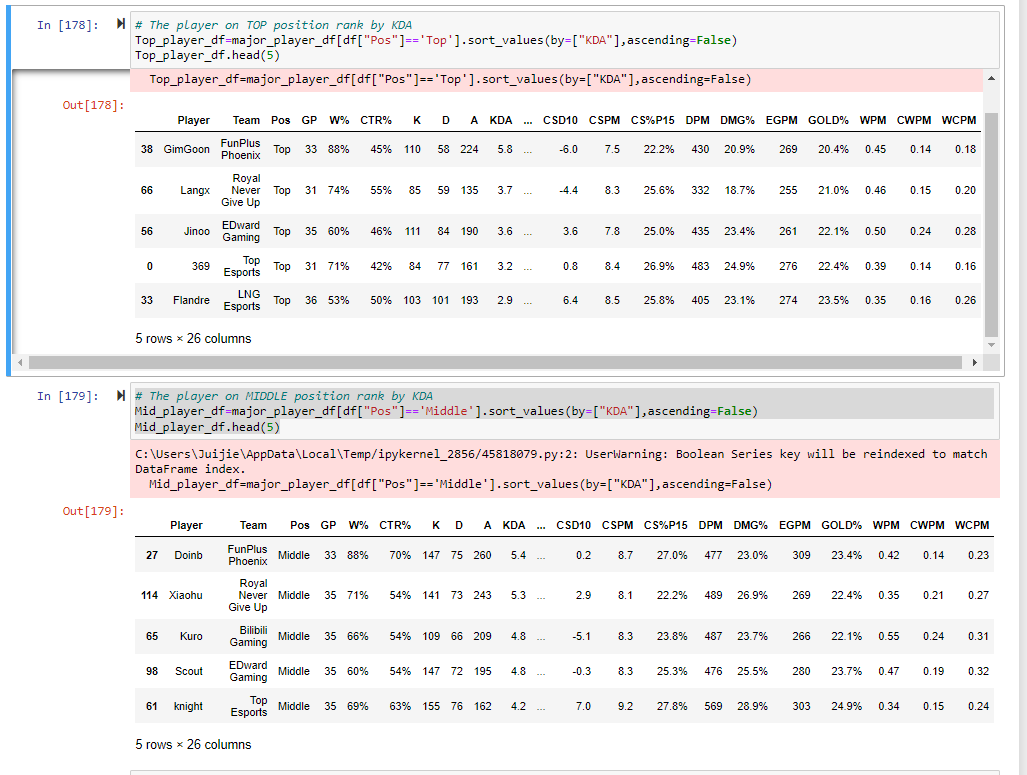 In [178]:
# The player on TOP position rank by KDA
Top_player_df=major_player_df[df["Pos"]=='Top'].sort_values(by=["KDA"],ascending=False)
Top_player_df.head(5)
Top_player_df=major_player_df[df["Pos"]=='Top'].sort_values(by=["KDA"],ascending=False)
Out[178]:
Player Team Pos GP W% CTR% K D A KDA ... CSD10 CSPM CS%P15 DPM DMG% EGPM GOLD% WPM CWPM WCPM
38 GimGoon FunPlus Phoenix Top 33 88% 45% 110 58 224 5.8 ... -6.0 7.5 22.2% 430 20.9% 269 20.4% 0.45 0.14 0.18
66 Langx Royal Never Give Up Top 31 74% 55% 85 59 135 3.7 ... -4.4 8.3 25.6% 332 18.7% 255 21.0% 0.46 0.15 0.20
56 Jinoo EDward Gaming Top 35 60% 46% 111 84 190 3.6 ... 3.6 7.8 25.0% 435 23.4% 261 22.1% 0.50 0.24 0.28
0 369 Top Esports Top 31 71% 42% 84 77 161 3.2 ... 0.8 8.4 26.9% 483 24.9% 276 22.4% 0.39 0.14 0.16
33 Flandre LNG Esports Top 36 53% 50% 103 101 193 2.9 ... 6.4 8.5 25.8% 405 23.1% 274 23.5% 0.35 0.16 0.26
5 rows × 26 columns
In [179]:
# The player on MIDDLE position rank by KDA
Mid_player_df=major_player_df[df["Pos"]=='Middle'].sort_values(by=["KDA"],ascending=False)
Mid_player_df.head(5)
C:\Users\Juijie\AppData\Local\Temp/ipykernel_2856/45818079.py:2: UserWarning: Boolean Series key will be reindexed to match
DataFrame index.
Mid_player_df=major_player_df[df["Pos"]=='Middle'].sort_values(by=["KDA"],ascending=False)
Out[179]:
Player Team Pos GP W% CTR% K D A KDA ... CSD10 CSPM CS%P15 DPM DMG% EGPM GOLD% WPM CWPM WCPM
27 Doinb FunPlus Phoenix Middle 33 88% 70% 147 75 260 5.4 ... 0.2 8.7 27.0% 477 23.0% 309 23.4% 0.42 0.14 0.23
114 Xiaohu Royal Never Give Up Middle 35 71% 54% 141 73 243 5.3 ... 2.9 8.1 22.2% 489 26.9% 269 22.4% 0.35 0.21 0.27
65 Kuro Bilibili Gaming Middle 35 66% 54% 109 66 209 4.8 ... -5.1 8.3 23.8% 487 23.7% 266 22.1% 0.55 0.24 0.31
98 Scout EDward Gaming Middle 35 60% 54% 147 72 195 4.8 ... -0.3 8.3 25.3% 476 25.5% 280 23.7% 0.47 0.19 0.32
61 knight Top Esports Middle 35 69% 63% 155 76 162 4.2 ... 7.0 9.2 27.8% 569 28.9% 303 24.9% 0.34 0.15 0.24
5 rows × 26 columns